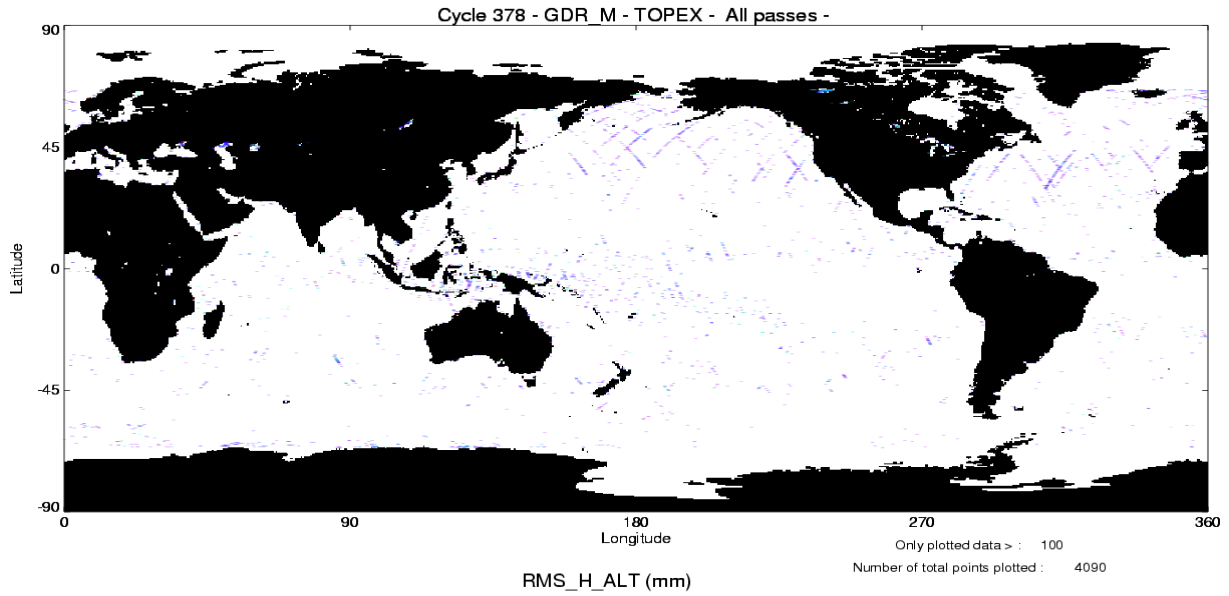 Cycle 378 - GDR_M - TOPEX - All passes -
90
45
0
-45
-90
Latitude
0 90 180 270 360
Longitude
Only plotted data > : 100
Number of total points plotted : 4090
RMS_H_ALT (mm)